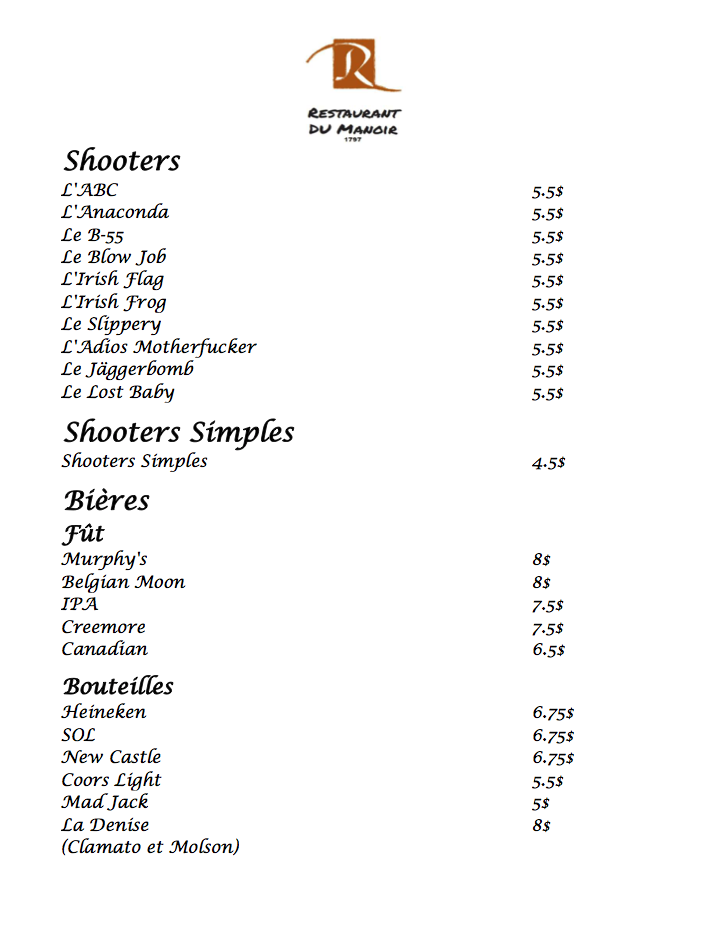 R
RESTAURANT
DU MANOIR
1797
Shooters
L'ABC 5.5$
L'Anaconda 5.5$
Le B-55 5.5$
Le Blow Job 5.5$
L'Irish Flag 5.5$
L'Irish Frog 5.5$
Le Slippery 5.5$
L'Adios Motherfucker 5.5$
Le Jäggerbomb 5.5$
Le Lost Baby 5.5$
Shooters Simples
Shooters Simples 4.5$
Bières
Fût
Murphy's 8$
Belgian Moon 8$
IPA 7.5$
Creemore 7.5$
Canadian 6.5$
Bouteilles
Heineken 6.75$
SOL 6.75$
New Castle 6.75$
Coors Light 5.5$
Mad Jack 5$
La Denise 8$
(Clamato et Molson)